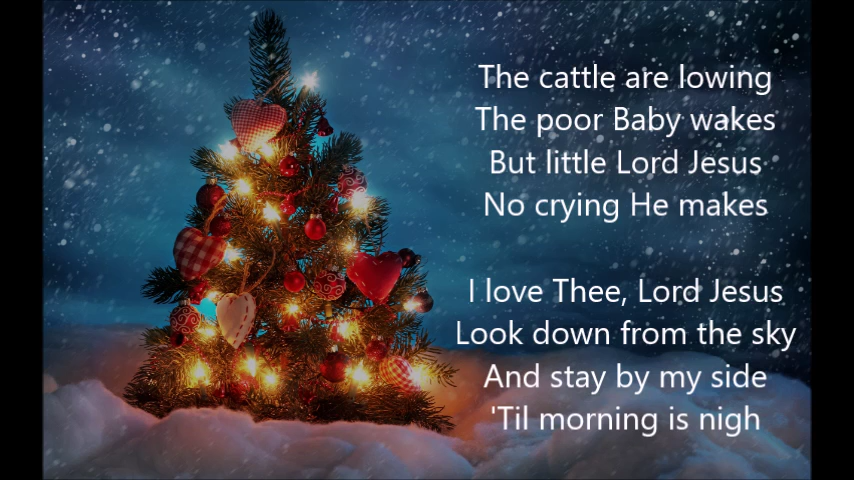 The cattle are lowing
The poor Baby wakes
But little Lord Jesus
No crying He makes
I love Thee, Lord Jesus
Look down from the sky
And stay by my side
'Til morning is nigh